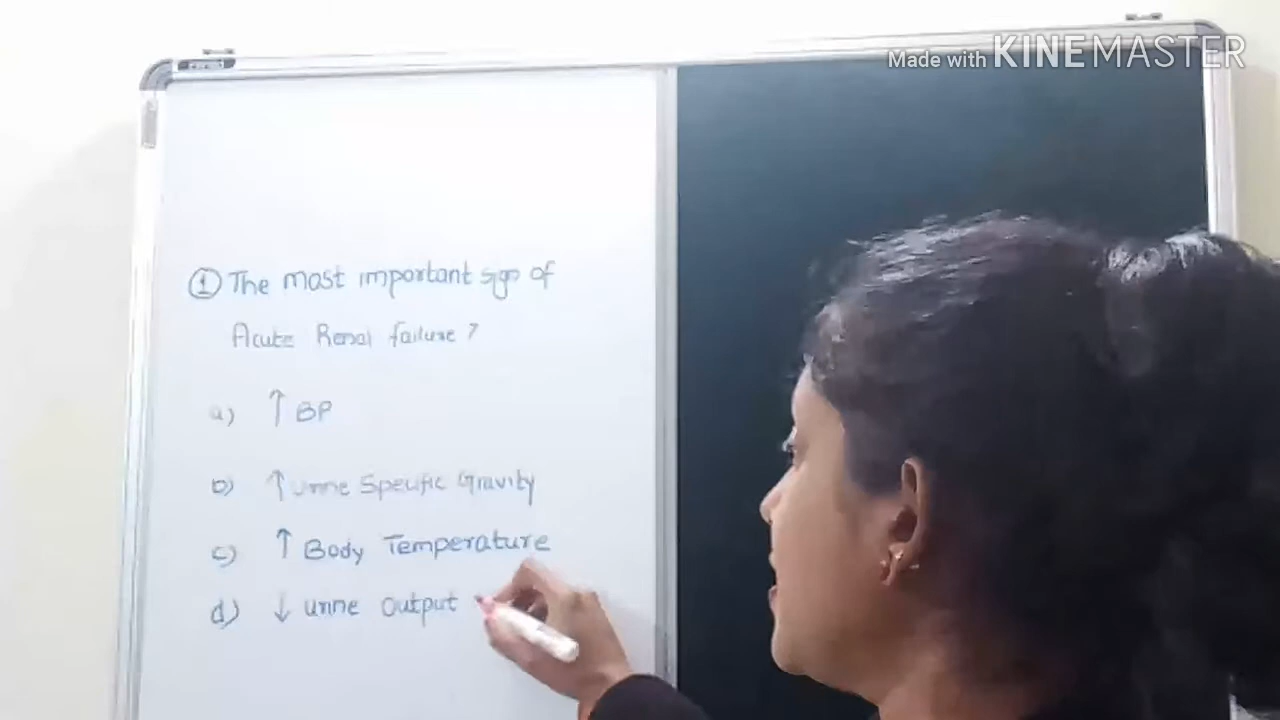 Made with KINEMASTER
① The most important sign of
Acute Renal failure ?
a) ↑ BP
b) ↑ urine Specific Gravity
c) ↑ Body Temperature
d) ↓ urine output